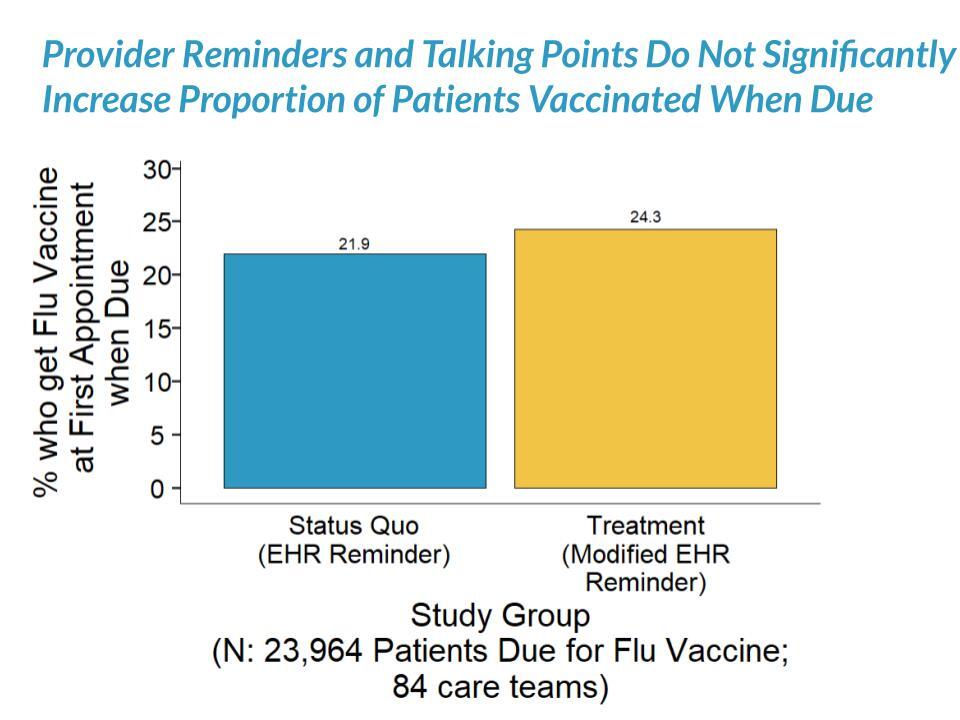 Provider Reminders and Talking Points Do Not Significantly
Increase Proportion of Patients Vaccinated When Due
% who get Flu Vaccine
at First Appointment
when Due
30
25
20
15
10
5
0
21.9
24.3
Status Quo
(EHR Reminder)
Treatment
(Modified EHR
Reminder)
Study Group
(N: 23,964 Patients Due for Flu Vaccine;
84 care teams)